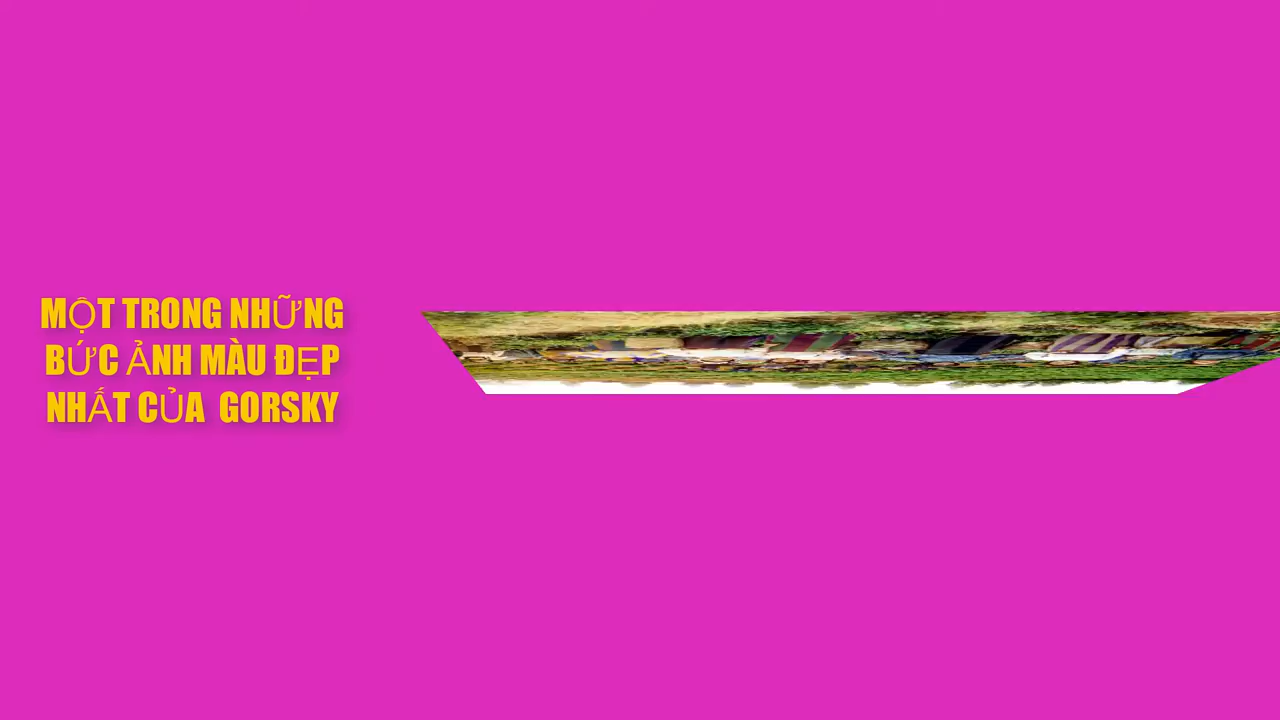 MỘT TRONG NHỮNG
BỨC ẢNH MÀU ĐẸP
NHẤT CỦA  GORSKY